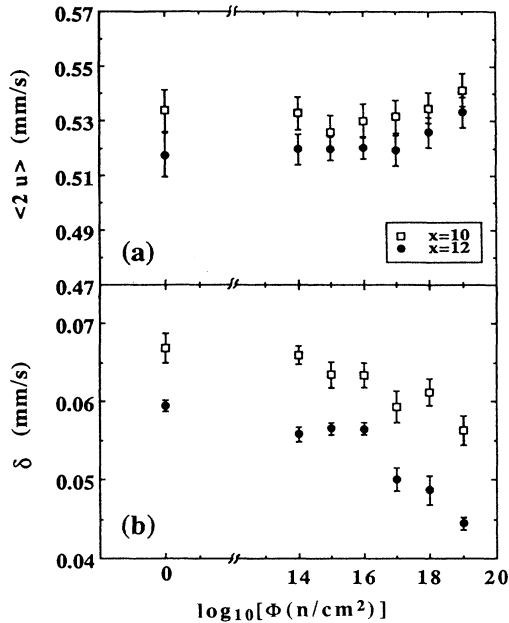 0.57
0.55
0.53
0.51
0.49
0.47
<2 u> (mm/s)
(a)
x=10
x=12
0.07
0.06
0.05
0.04
δ (mm/s)
(b)
0 14 16 18 20
log10[Φ(n/cm2)]